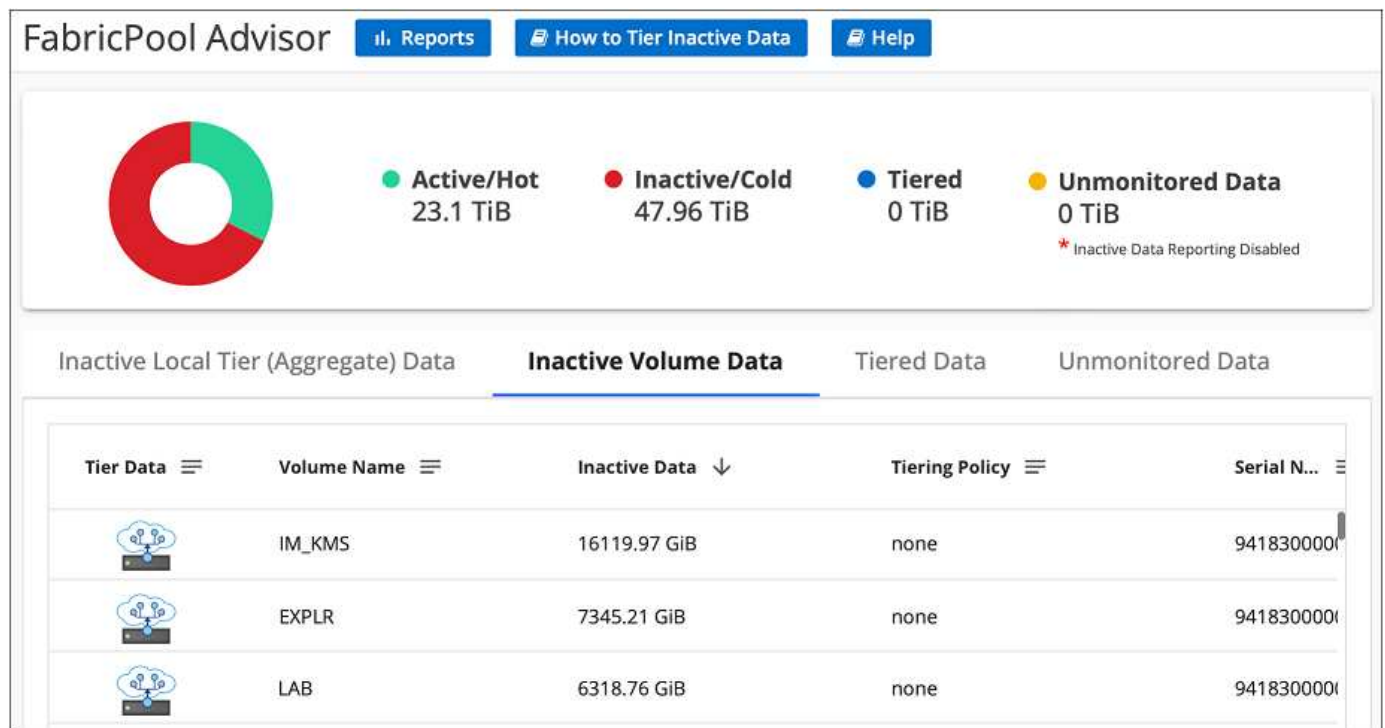 FabricPool Advisor Reports How to Tier Inactive Data Help
Active/Hot Inactive/Cold Tiered Unmonitored Data
23.1 TiB 47.96 TiB 0 TiB 0 TiB
* Inactive Data Reporting Disabled
Inactive Local Tier (Aggregate) Data Inactive Volume Data Tiered Data Unmonitored Data
Tier Data Volume Name Inactive Data Tiering Policy Serial N...
IM_KMS 16119.97 GiB none 9418300000
EXPLR 7345.21 GiB none 9418300000
LAB 6318.76 GiB none 9418300000